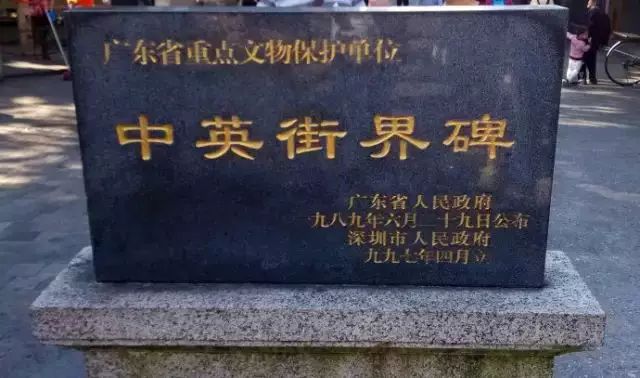 广东省重点文物保护单位
中英街界碑
广东省人民政府
九八九年六月二十九日公布
深圳市人民政府
九九七年四月立